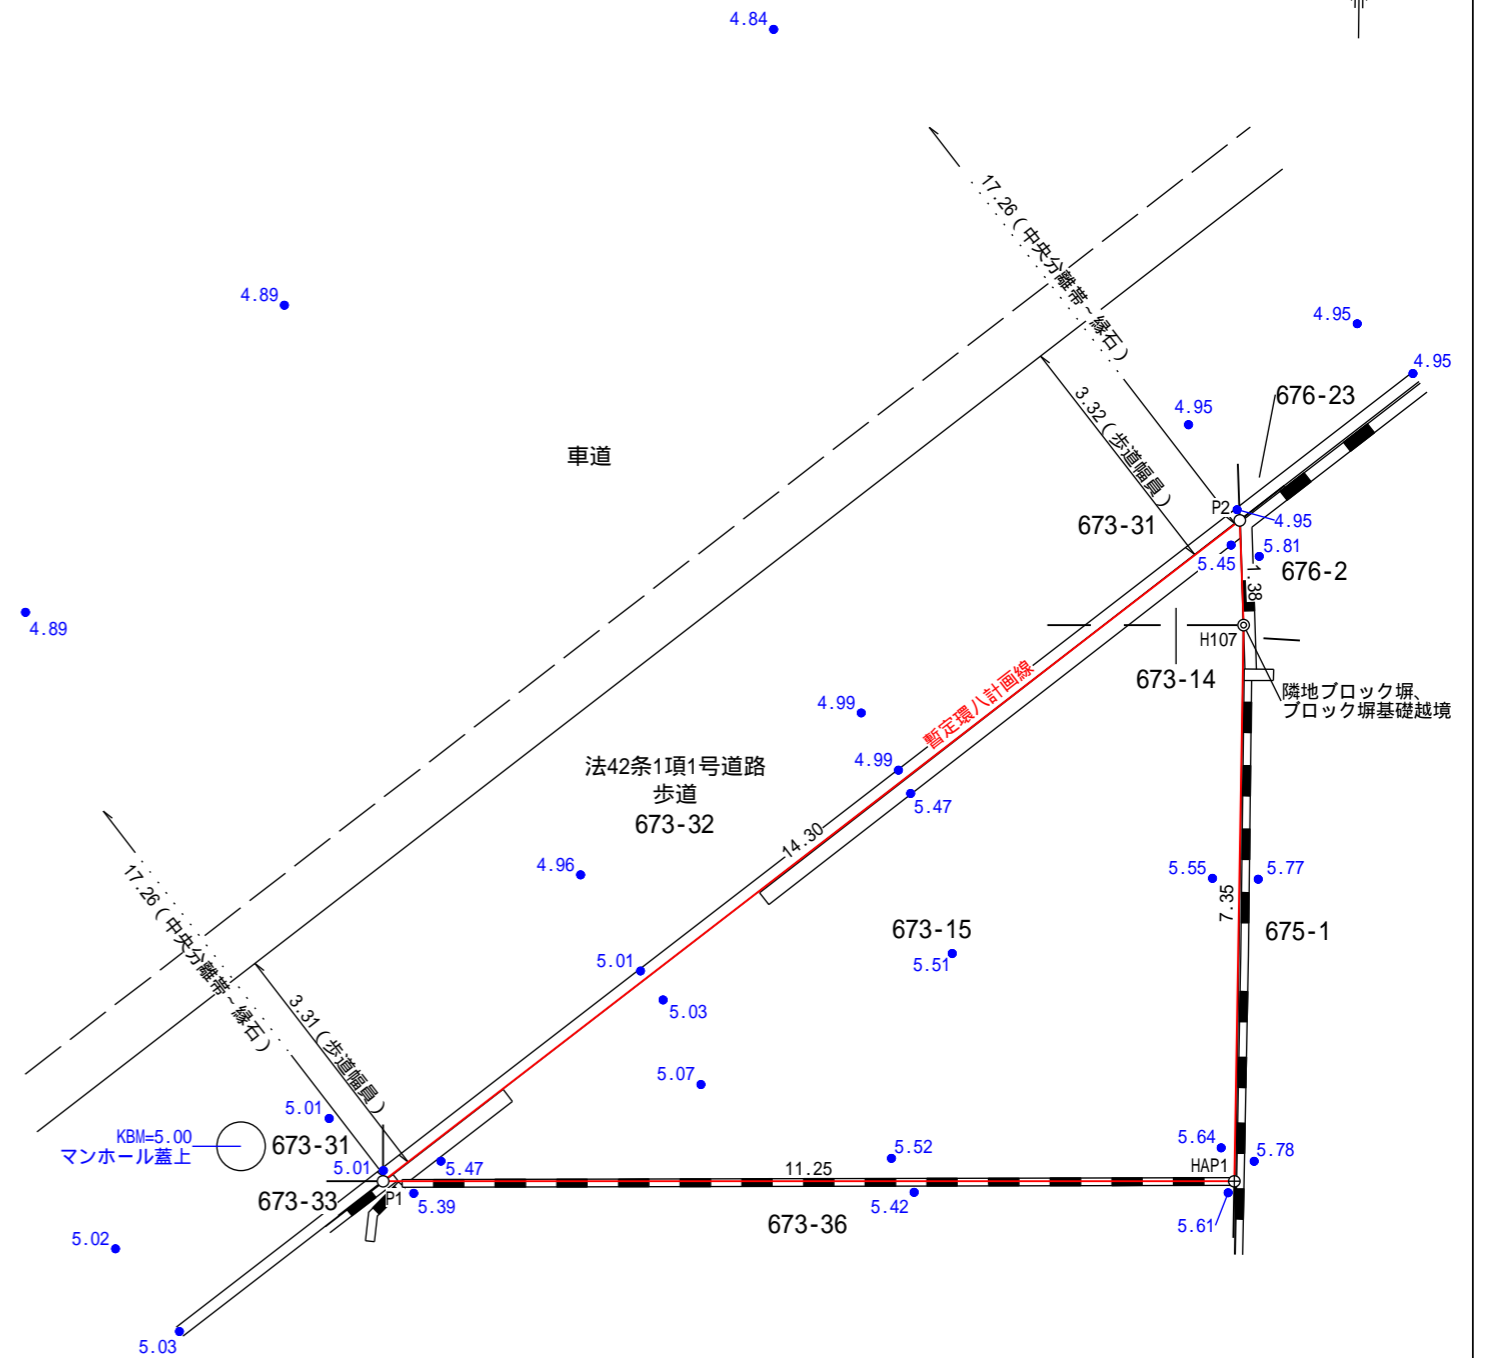 4.84
17.26(中央分離帯~縁石)
4.89
4.95
4.95
3.32(歩道幅員)
4.95
676-23
車道
P2
4.95
673-31
5.45
5.81
676-2
1.38
4.89
H107
673-14
隣地ブロック塀、
ブロック塀基礎越境
暫定環八計画線
4.99
4.99
法42条1項1号道路
歩道
673-32
5.47
14.30
4.96
17.26(中央分離帯~縁石)
5.55
5.77
7.35
673-15
675-1
5.51
5.01
5.03
3.31(歩道幅員)
5.07
5.01
KBM=5.00
マンホール蓋上
673-31
5.01
5.47
5.52
11.25
5.64
5.78
HAP1
673-33
P1
5.39
5.42
673-36
5.61
5.02
5.03